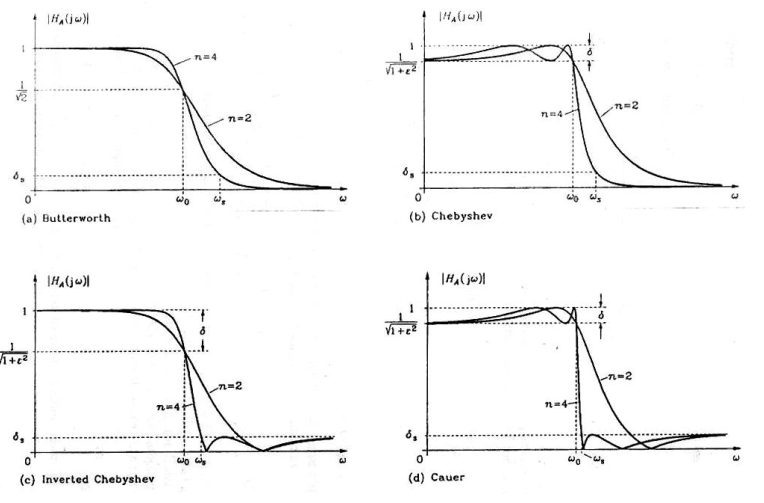 |H_A(jω)|
1
n=4
1/√2
n=2
δ_s
0
ω_0
ω_s
ω
(a) Butterworth
|H_A(jω)|
1
δ
1/√1+ε²
n=4
n=2
δ_s
0
ω_0
ω_s
ω
(b) Chebyshev
|H_A(jω)|
1
δ
1/√1+ε²
n=2
n=4
δ_s
0
ω_0
ω_s
ω
(c) Inverted Chebyshev
|H_A(jω)|
1
δ
1/√1+ε²
n=2
n=4
δ_s
0
ω_0
ω_s
ω
(d) Cauer